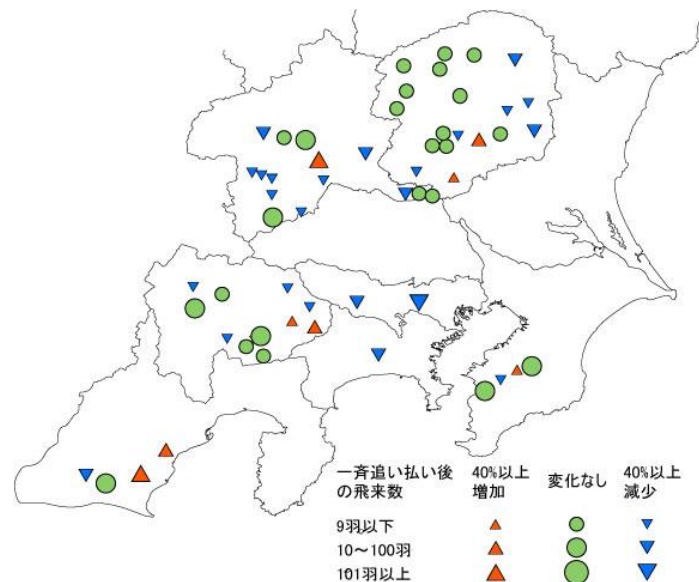 一斉追い払い後 40%以上 変化なし 40%以上
の飛来数 増加 減少
9羽以下
10～100羽
101羽以上